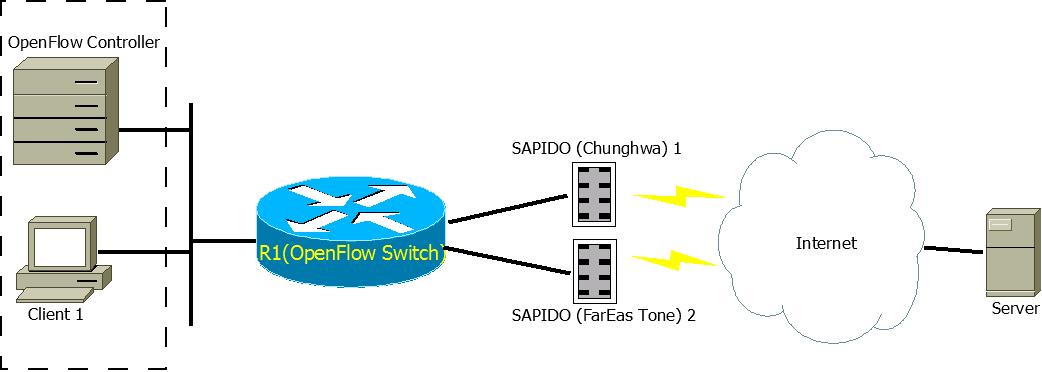 OpenFlow Controller
SAPIDO (Chunghwa) 1
R1(OpenFlow Switch)
Internet
SAPIDO (FarEas Tone) 2
Client 1
Server